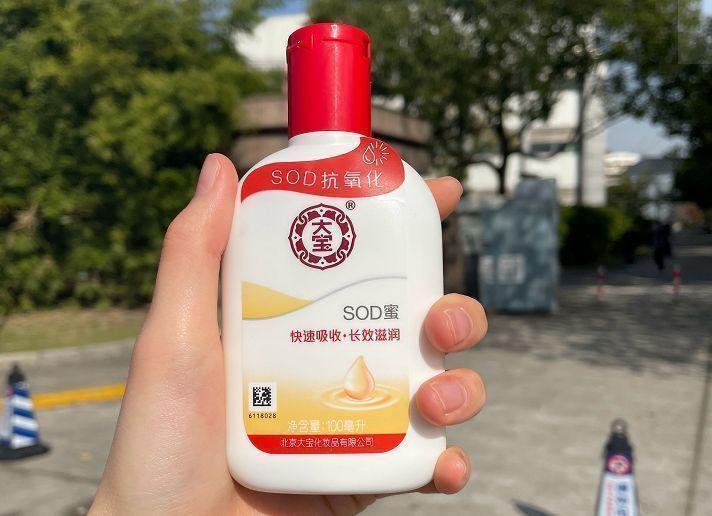 SOD抗氧化
大宝®
SOD蜜
快速吸收·长效滋润
6118028
净含量:100毫升
北京大宝化妆品有限公司